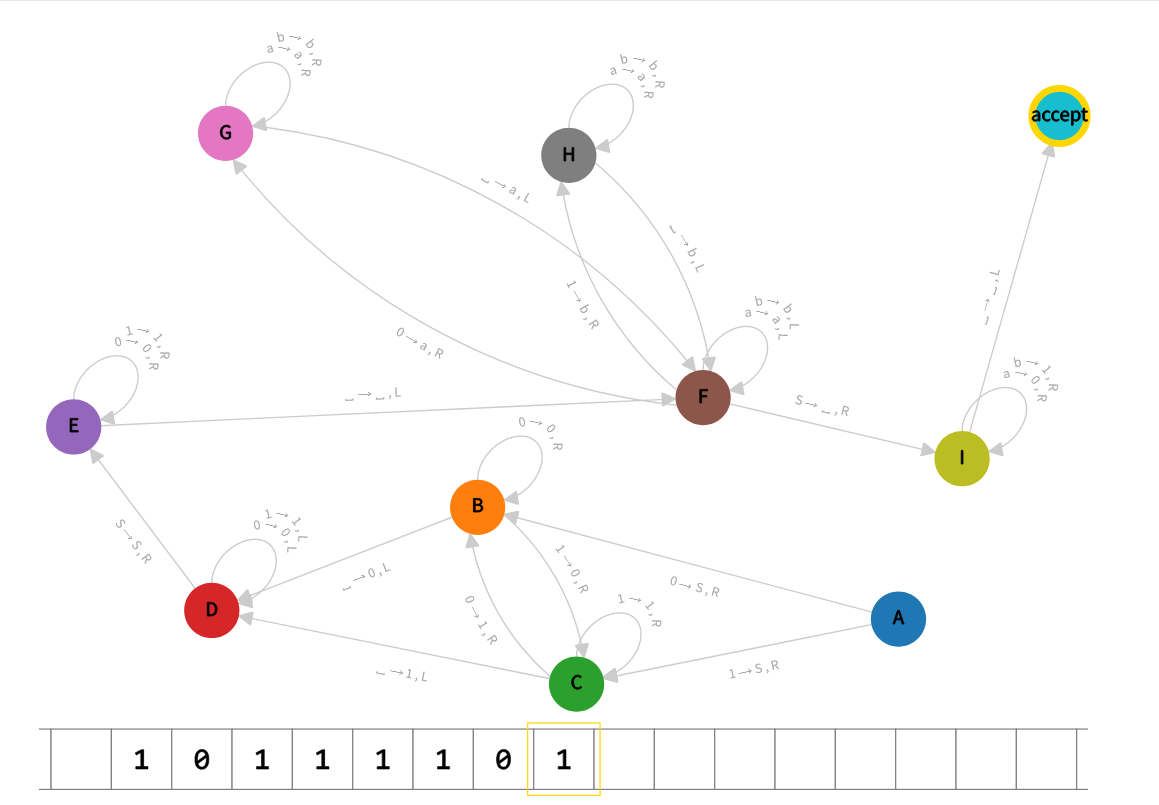 b→b,R
a→a,R
b→b,R
a→a,R
accept
G
H
␣→a,L
␣→b,L
␣→␣,L
1→b,R
b→b,L
a→a,L
0→a,R
1→1,R
0→0,R
b→1,R
a→0,R
F
␣→␣,L
S→␣,R
E
0→0,R
I
B
1→1,L
0→0,L
S→S,R
1→0,R
␣→0,L
0→S,R
D
0→1,R
1→1,R
A
␣→1,L
C
1→S,R
1 0 1 1 1 1 0 1